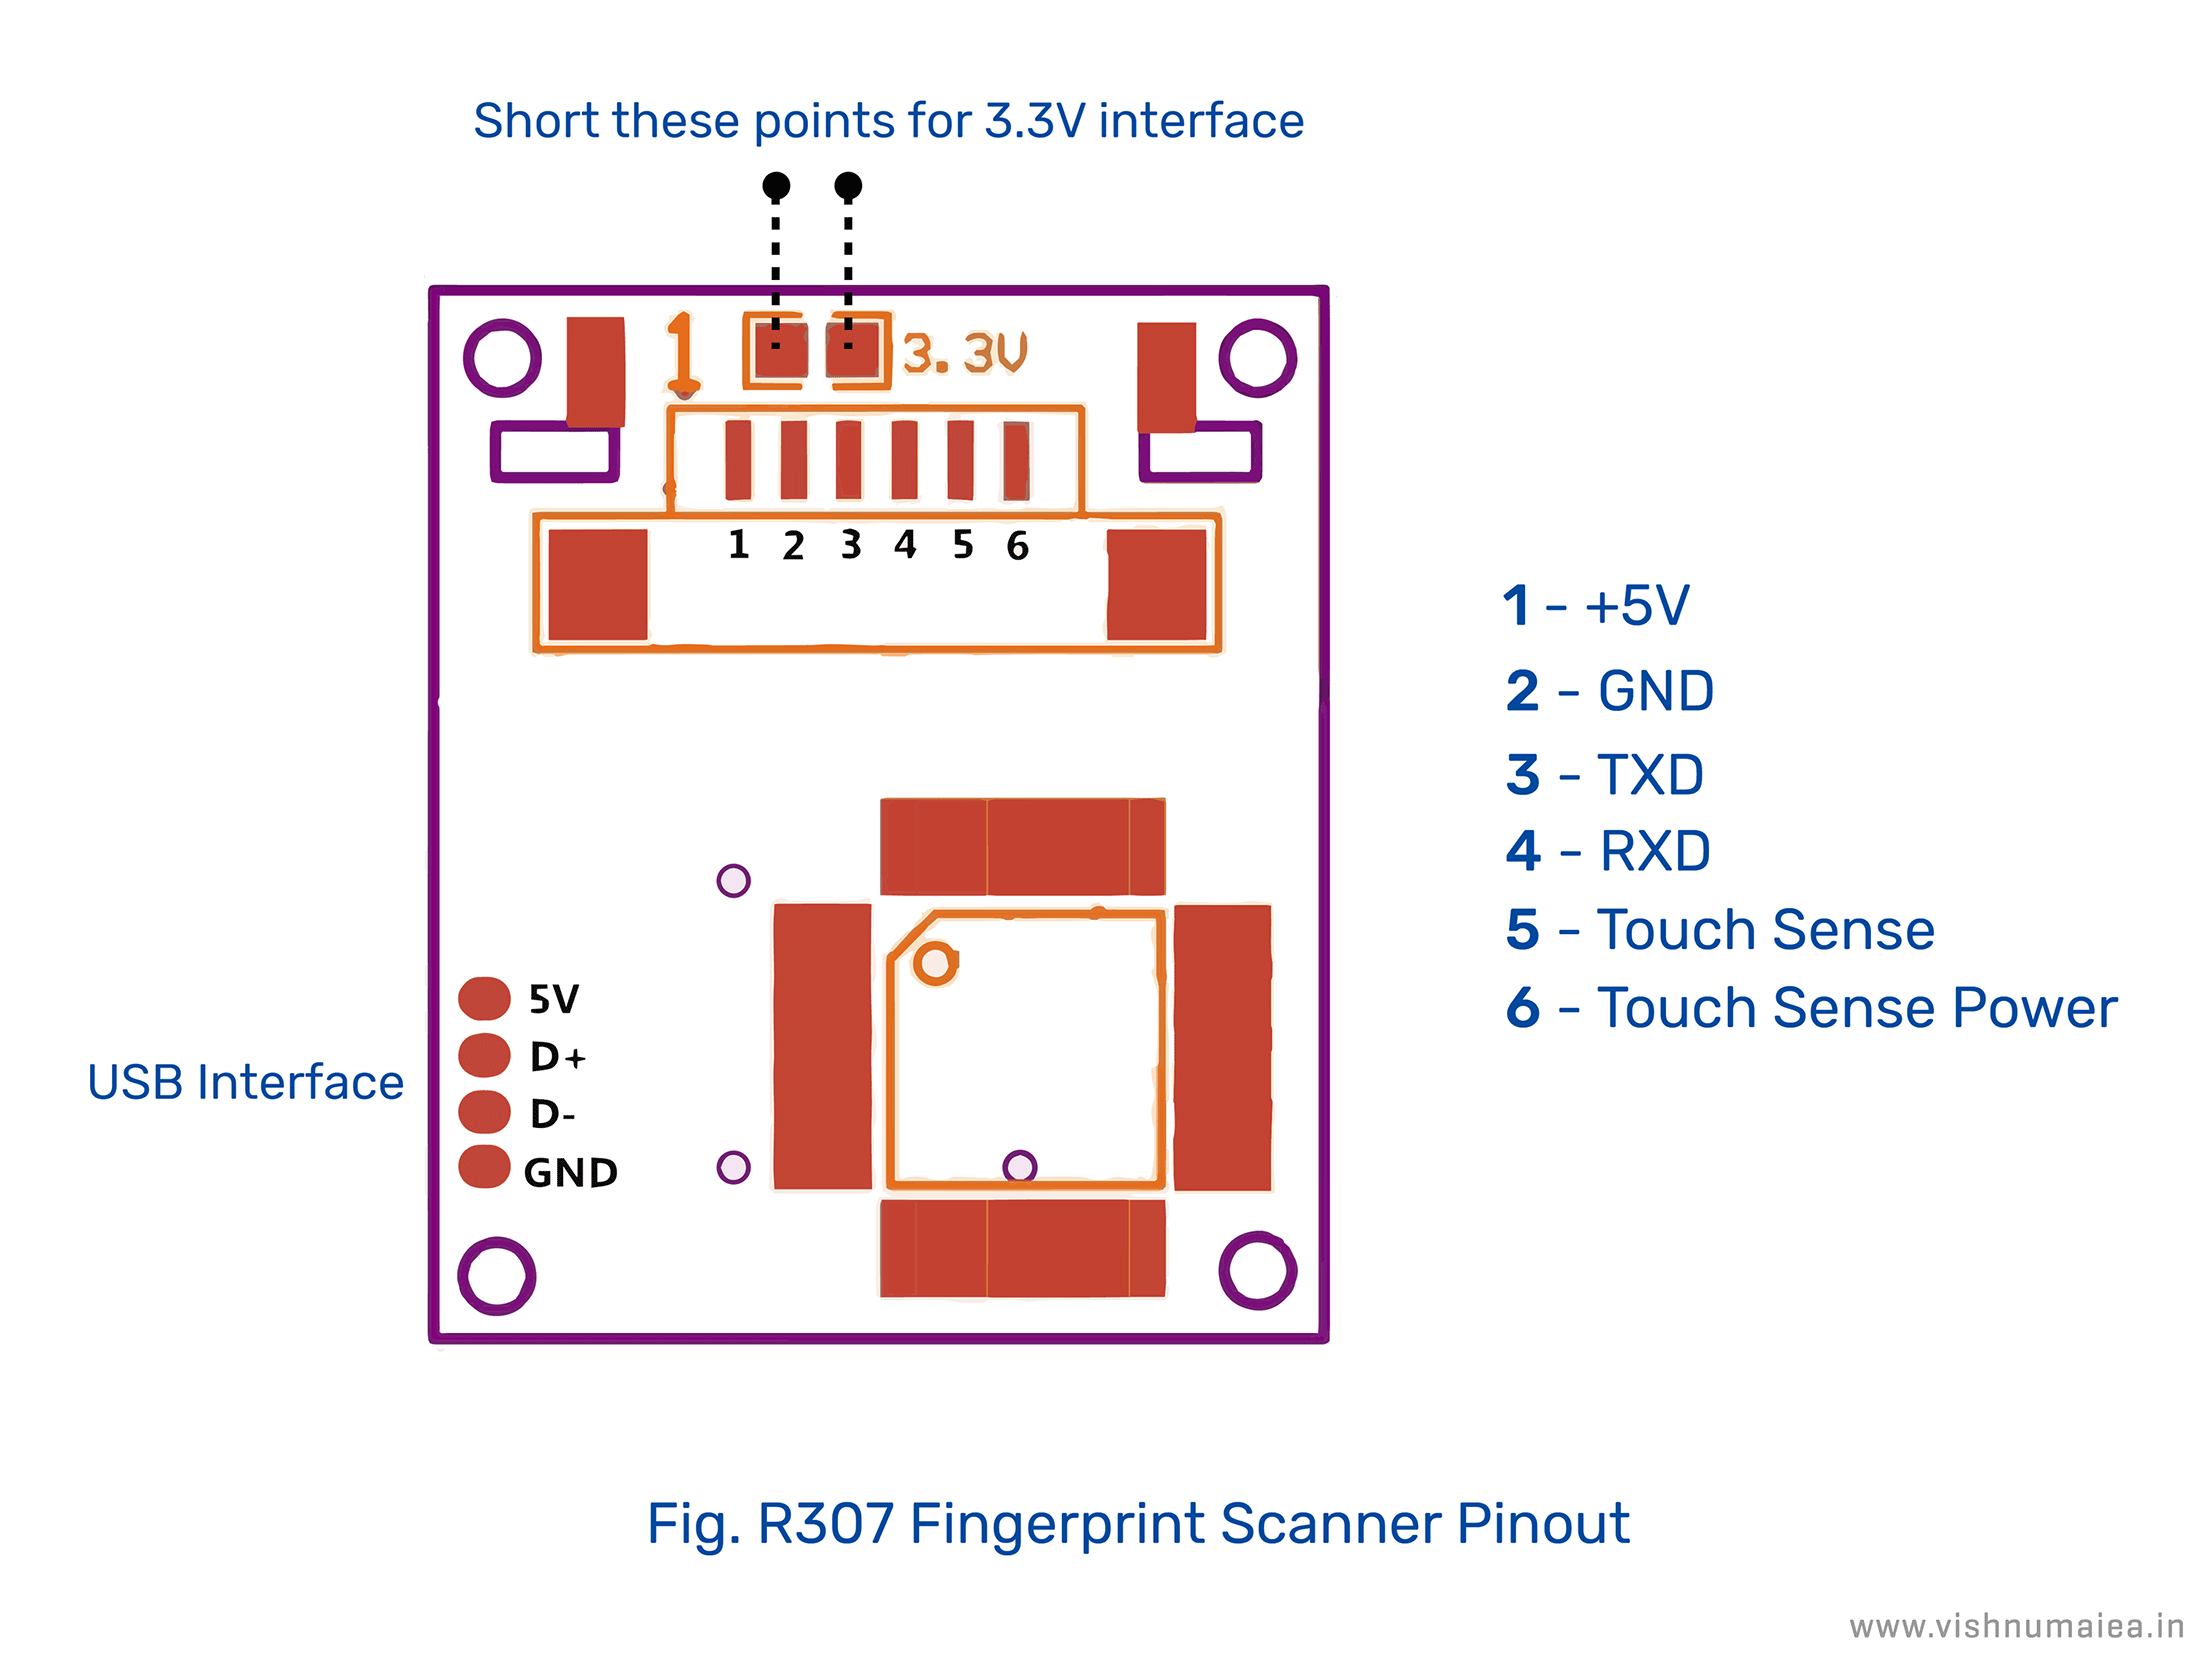 Short these points for 3.3V interface
1
3.3V
1 2 3 4 5 6
1 - +5V
2 - GND
3 - TXD
4 - RXD
5 - Touch Sense
6 - Touch Sense Power
USB Interface
5V
D+
D-
GND
Fig. R307 Fingerprint Scanner Pinout
www.vishnumaiea.in